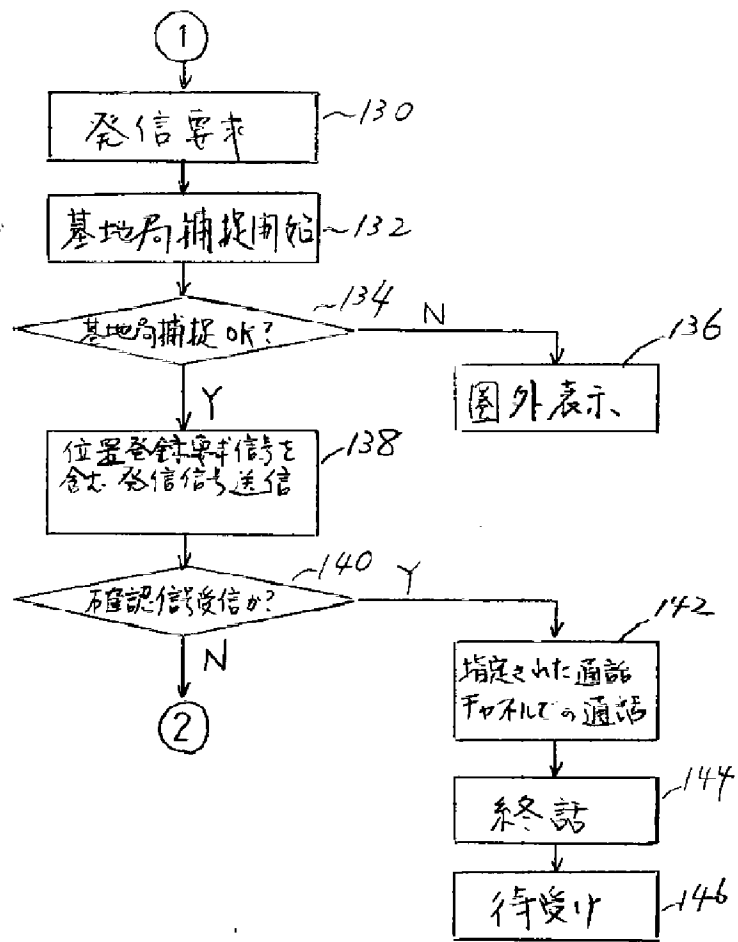 1
発信要求
130
基地局捕捉開始
132
基地局捕捉OK?
134
N
圏外表示
136
Y
位置登録要求信号を
含む発信信号送信
138
確認信号受信か?
140
Y
N
2
指定された通話
チャネルでの通話
142
終話
144
待受け
146